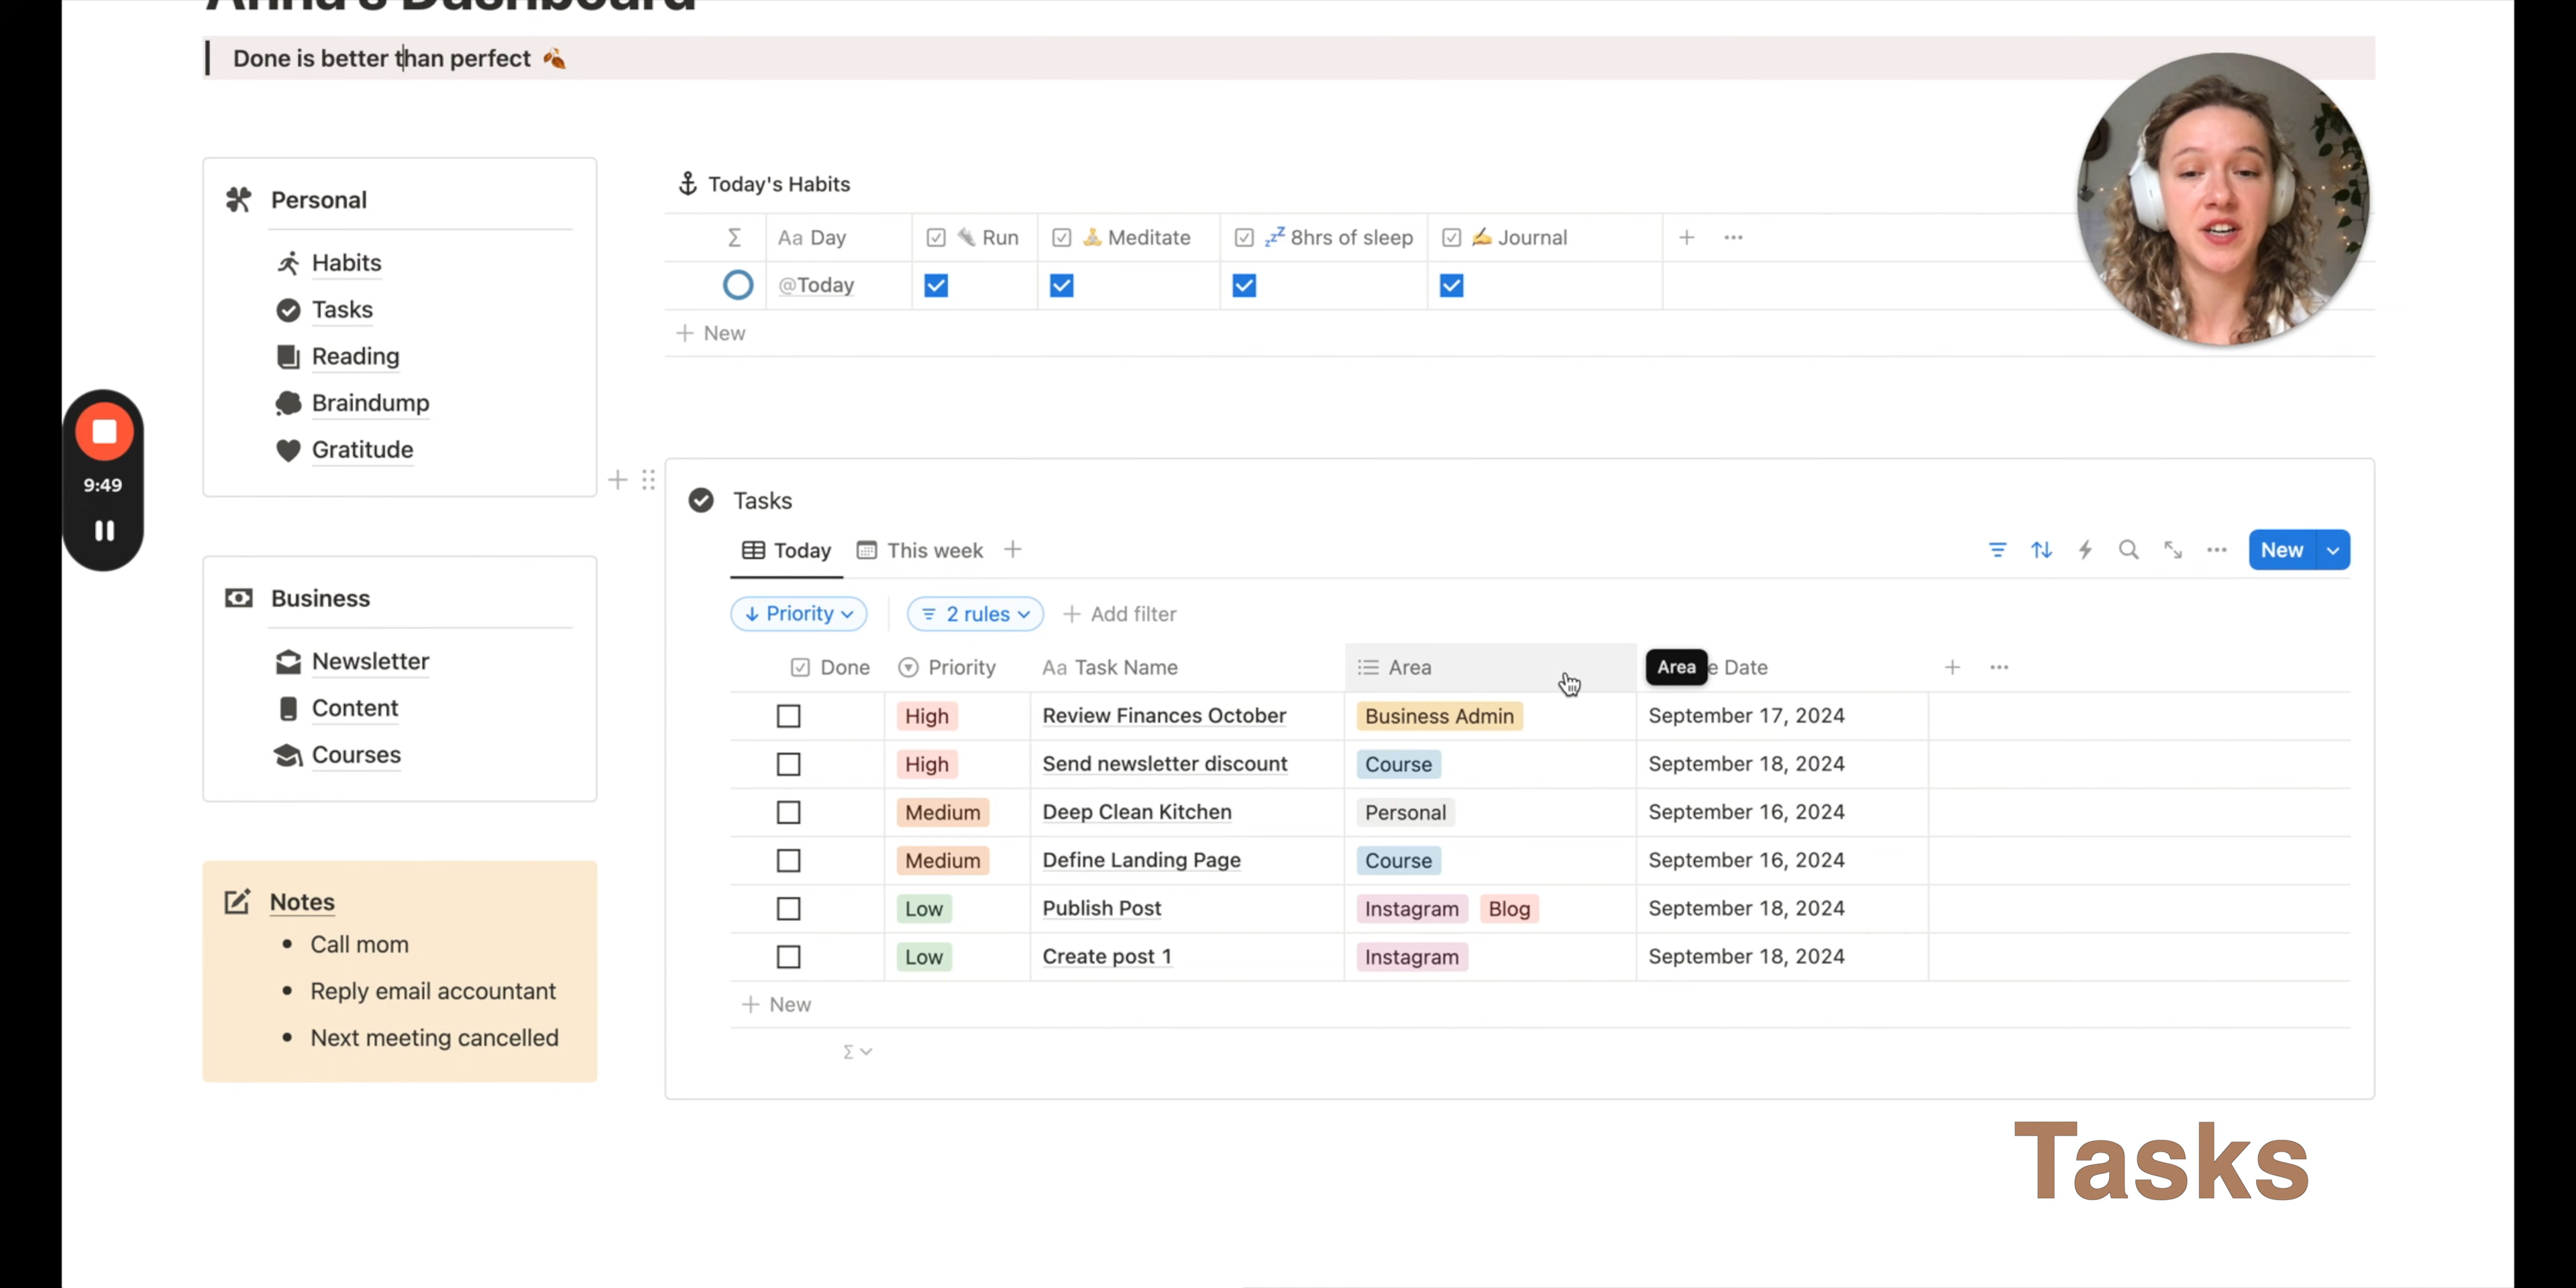 Anna's Dashboard
Done is better than perfect
Personal
Habits
Tasks
Reading
Braindump
Gratitude
9:49
Business
Newsletter
Content
Courses
Notes
• Call mom
• Reply email accountant
• Next meeting cancelled
Today's Habits
Σ Aa Day Run Meditate 8hrs of sleep Journal + ...
@Today
+ New
Tasks
Today This week +
New
Priority 2 rules + Add filter
Done Priority Aa Task Name Area Area e Date + ...
High Review Finances October Business Admin September 17, 2024
High Send newsletter discount Course September 18, 2024
Medium Deep Clean Kitchen Personal September 16, 2024
Medium Define Landing Page Course September 16, 2024
Low Publish Post Instagram Blog September 18, 2024
Low Create post 1 Instagram September 18, 2024
+ New
Σ
Tasks